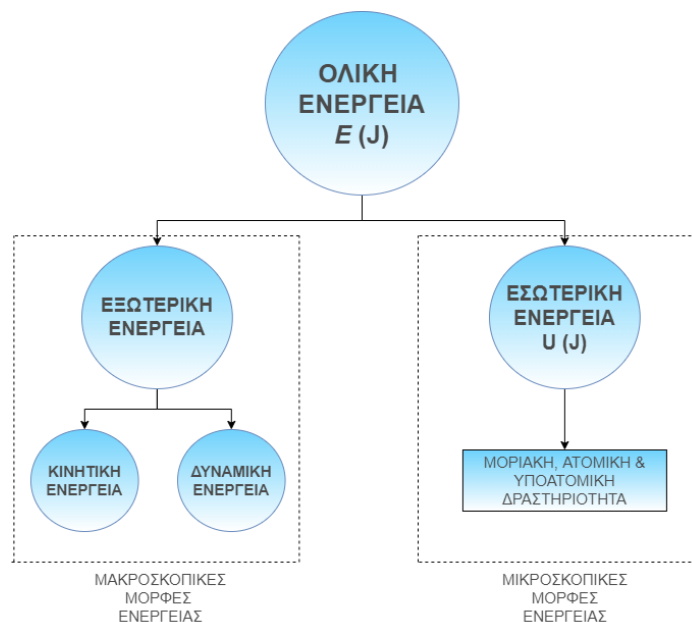 ΟΛΙΚΗ
ΕΝΕΡΓΕΙΑ
E (J)
ΕΞΩΤΕΡΙΚΗ
ΕΝΕΡΓΕΙΑ
ΕΣΩΤΕΡΙΚΗ
ΕΝΕΡΓΕΙΑ
U (J)
ΚΙΝΗΤΙΚΗ
ΕΝΕΡΓΕΙΑ
ΔΥΝΑΜΙΚΗ
ΕΝΕΡΓΕΙΑ
ΜΟΡΙΑΚΗ, ΑΤΟΜΙΚΗ &
ΥΠΟΑΤΟΜΙΚΗ
ΔΡΑΣΤΗΡΙΟΤΗΤΑ
ΜΑΚΡΟΣΚΟΠΙΚΕΣ
ΜΟΡΦΕΣ
ΕΝΕΡΓΕΙΑΣ
ΜΙΚΡΟΣΚΟΠΙΚΕΣ
ΜΟΡΦΕΣ
ΕΝΕΡΓΕΙΑΣ